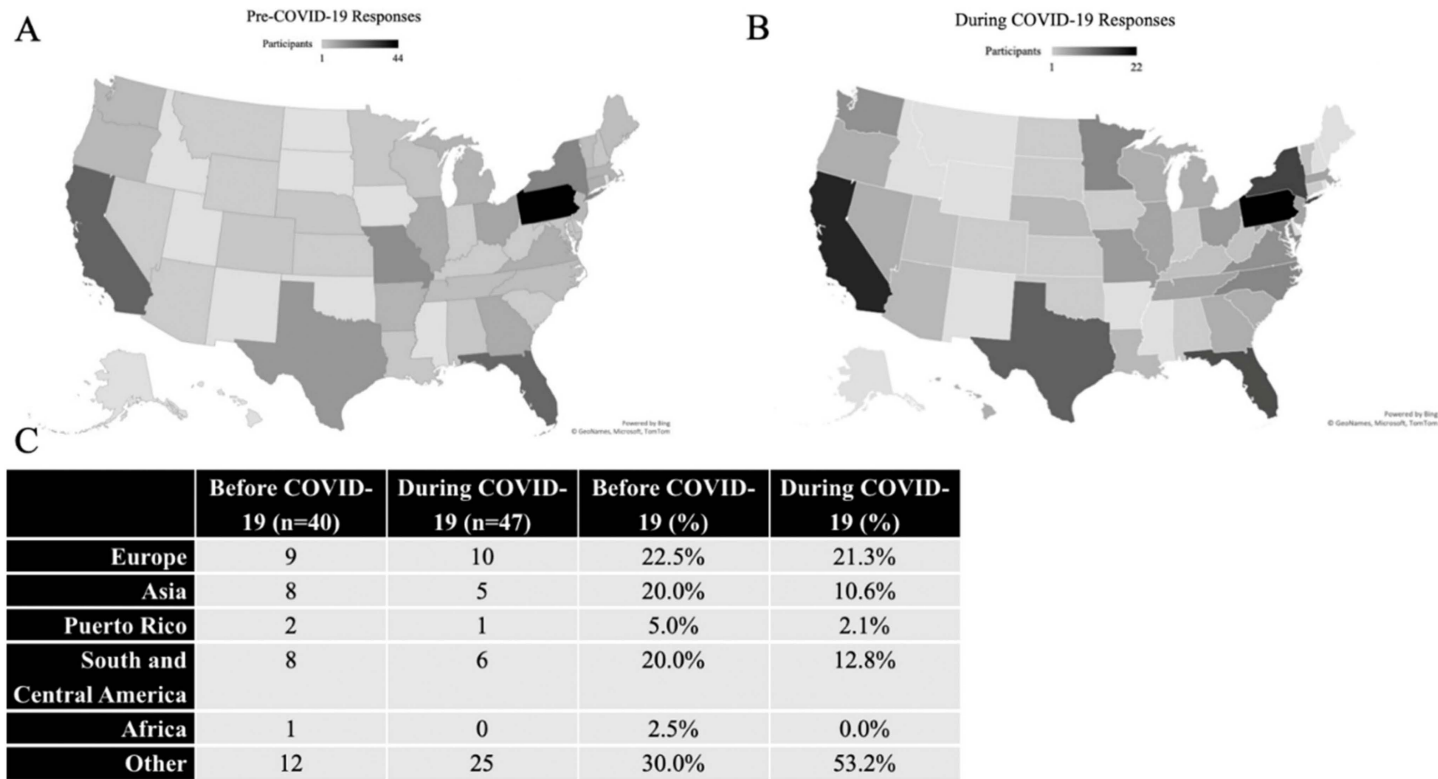 A
Pre-COVID-19 Responses
Participants
1 44
Powered by Bing
© GeoNames, Microsoft, TomTom
B
During COVID-19 Responses
Participants
1 22
Powered by Bing
© GeoNames, Microsoft, TomTom
C
Before COVID- During COVID- Before COVID- During COVID-
19 (n=40) 19 (n=47) 19 (%) 19 (%)
Europe 9 10 22.5% 21.3%
Asia 8 5 20.0% 10.6%
Puerto Rico 2 1 5.0% 2.1%
South and 8 6 20.0% 12.8%
Central America
Africa 1 0 2.5% 0.0%
Other 12 25 30.0% 53.2%